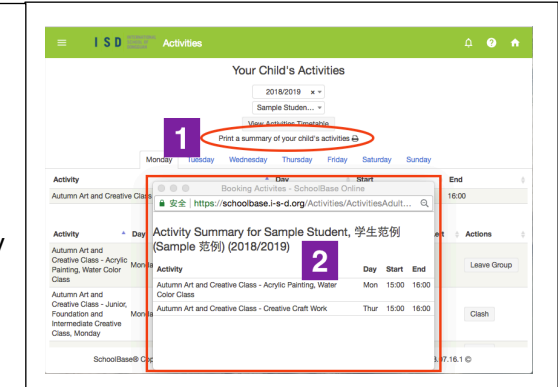 ISD Activities
Your Child's Activities
2018/2019 x
Sample Studen...
View Activities Timetable
1
Print a summary of your child's activities
Monday Tuesday Wednesday Thursday Friday Saturday Sunday
Activity Day Start End
Autumn Art and Creative Class 16:00
Booking Activites - SchoolBase Online
安全 | https://schoolbase.i-s-d.org/Activities/ActivitiesAdult...
Activity Summary for Sample Student, 学生范例
(Sample 范例) (2018/2019)
2
Activity Day Start End
Autumn Art and Creative Class - Acrylic Painting, Water Color Class Mon 15:00 16:00
Autumn Art and Creative Class - Creative Craft Work Thur 15:00 16:00
Activity Day Actions
Autumn Art and
Creative Class - Acrylic
Painting, Water Color
Class
Leave Group
Autumn Art and
Creative Class - Junior,
Foundation and
Intermediate Creative
Class, Monday
Clash
y